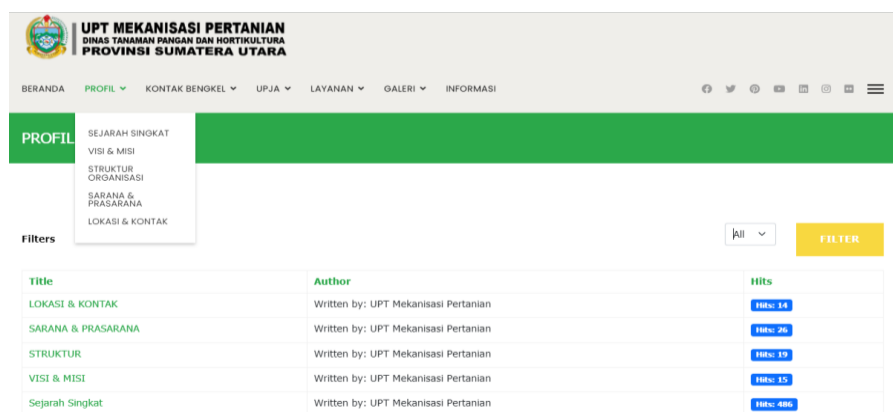 UPT MEKANISASI PERTANIAN
DINAS TANAMAN PANGAN DAN HORTIKULTURA
PROVINSI SUMATERA UTARA
BERANDA PROFIL KONTAK BENGKEL UPJA LAYANAN GALERI INFORMASI
PROFIL
SEJARAH SINGKAT
VISI & MISI
STRUKTUR
ORGANISASI
SARANA &
PRASARANA
LOKASI & KONTAK
Filters All FILTER
Title Author Hits
LOKASI & KONTAK Written by: UPT Mekanisasi Pertanian Hits: 14
SARANA & PRASARANA Written by: UPT Mekanisasi Pertanian Hits: 26
STRUKTUR Written by: UPT Mekanisasi Pertanian Hits: 19
VISI & MISI Written by: UPT Mekanisasi Pertanian Hits: 15
Sejarah Singkat Written by: UPT Mekanisasi Pertanian Hits: 486